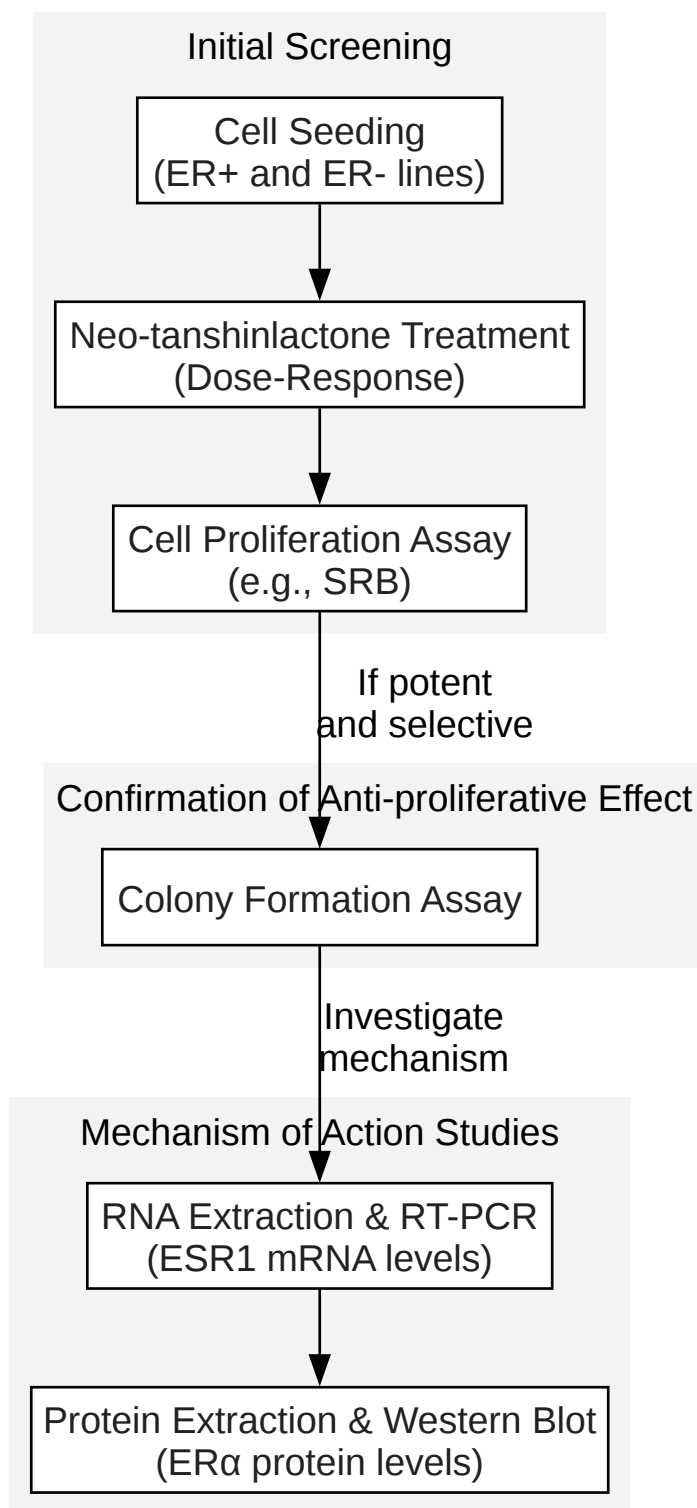 Initial Screening
Cell Seeding
(ER+ and ER- lines)
Neo-tanshinlactone Treatment
(Dose-Response)
Cell Proliferation Assay
(e.g., SRB)
If potent
and selective
Confirmation of Anti-proliferative Effect
Colony Formation Assay
Investigate
mechanism
Mechanism of Action Studies
RNA Extraction & RT-PCR
(ESR1 mRNA levels)
Protein Extraction & Western Blot
(ERα protein levels)